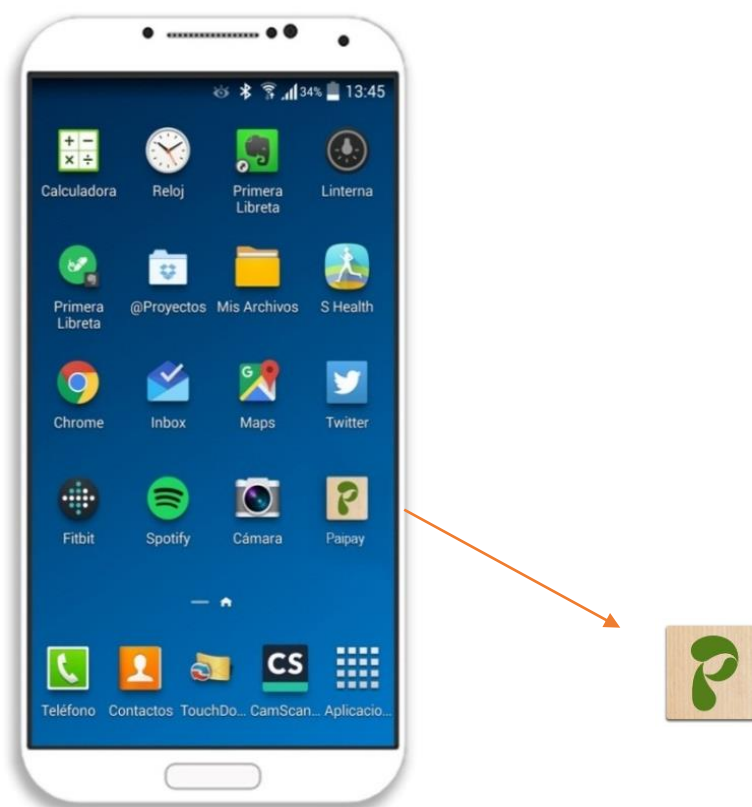 34% 13:45
Calculadora Reloj Primera Libreta Linterna
Primera Libreta @Proyectos Mis Archivos S Health
Chrome Inbox Maps Twitter
Fitbit Spotify Cámara Paipay
CS
Teléfono Contactos TouchDo... CamScan... Aplicacio...